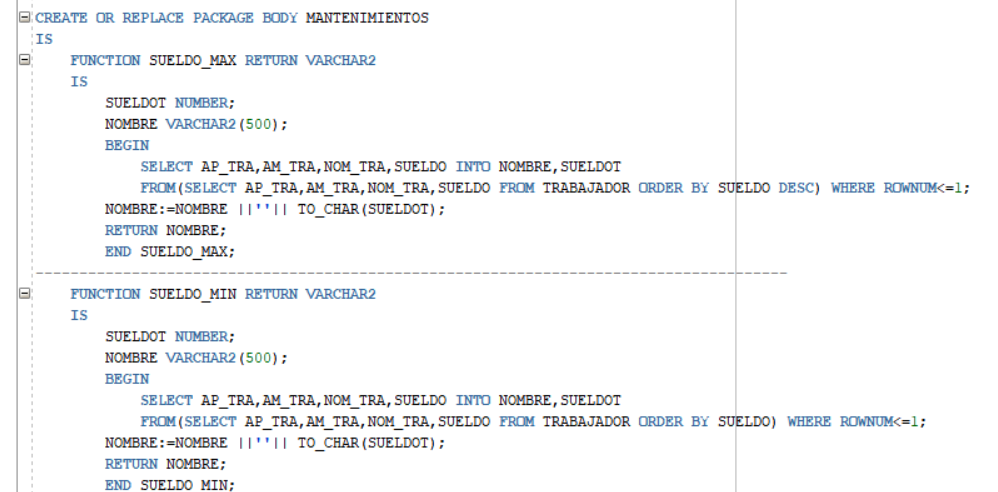 CREATE OR REPLACE PACKAGE BODY MANTENIMIENTOS
IS
FUNCTION SUELDO_MAX RETURN VARCHAR2
IS
SUELDOT NUMBER;
NOMBRE VARCHAR2(500);
BEGIN
SELECT AP_TRA,AM_TRA,NOM_TRA,SUELDO INTO NOMBRE,SUELDOT
FROM(SELECT AP_TRA,AM_TRA,NOM_TRA,SUELDO FROM TRABAJADOR ORDER BY SUELDO DESC) WHERE ROWNUM<=1;
NOMBRE:=NOMBRE ||''|| TO_CHAR(SUELDOT);
RETURN NOMBRE;
END SUELDO_MAX;
--------------------------------------------------------------------------------------
FUNCTION SUELDO_MIN RETURN VARCHAR2
IS
SUELDOT NUMBER;
NOMBRE VARCHAR2(500);
BEGIN
SELECT AP_TRA,AM_TRA,NOM_TRA,SUELDO INTO NOMBRE,SUELDOT
FROM(SELECT AP_TRA,AM_TRA,NOM_TRA,SUELDO FROM TRABAJADOR ORDER BY SUELDO) WHERE ROWNUM<=1;
NOMBRE:=NOMBRE ||''|| TO_CHAR(SUELDOT);
RETURN NOMBRE;
END SUELDO_MIN;